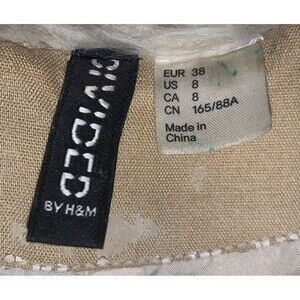 DIVIDED
BY H&M
EUR 38
US 8
CA 8
CN 165/88A
Made in
China